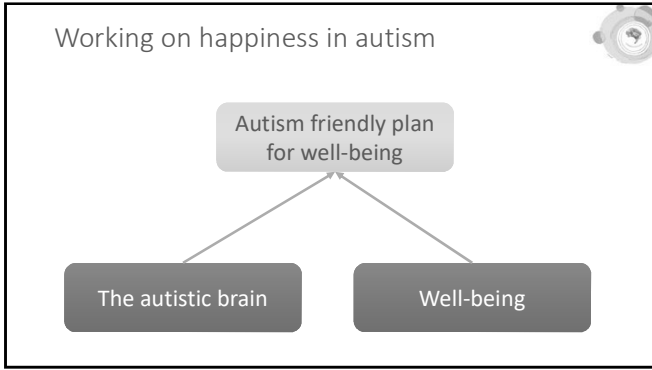 Working on happiness in autism
Autism friendly plan
for well-being
The autistic brain
Well-being